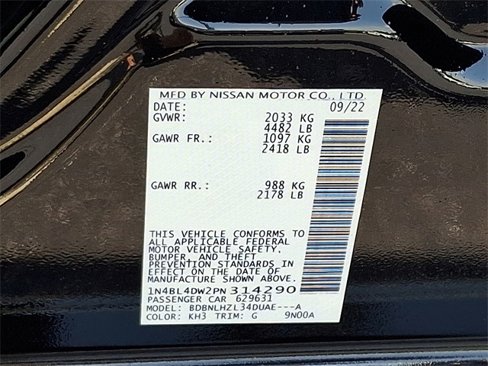 MFD BY NISSAN MOTOR CO., LTD
DATE: 09/22
GVWR: 2033 KG
4482 LB
GAWR FR.: 1097 KG
2418 LB
GAWR RR.: 988 KG
2178 LB
THIS VEHICLE CONFORMS TO
ALL APPLICABLE FEDERAL
MOTOR VEHICLE SAFETY,
BUMPER, AND THEFT
PREVENTION STANDARDS IN
EFFECT ON THE DATE OF
MANUFACTURE SHOWN ABOVE.
1N4BL4DW2PN314290
PASSENGER CAR 629631
MODEL: BDBNLHZL34DUAE---A
COLOR: KH3 TRIM: G 9N00A